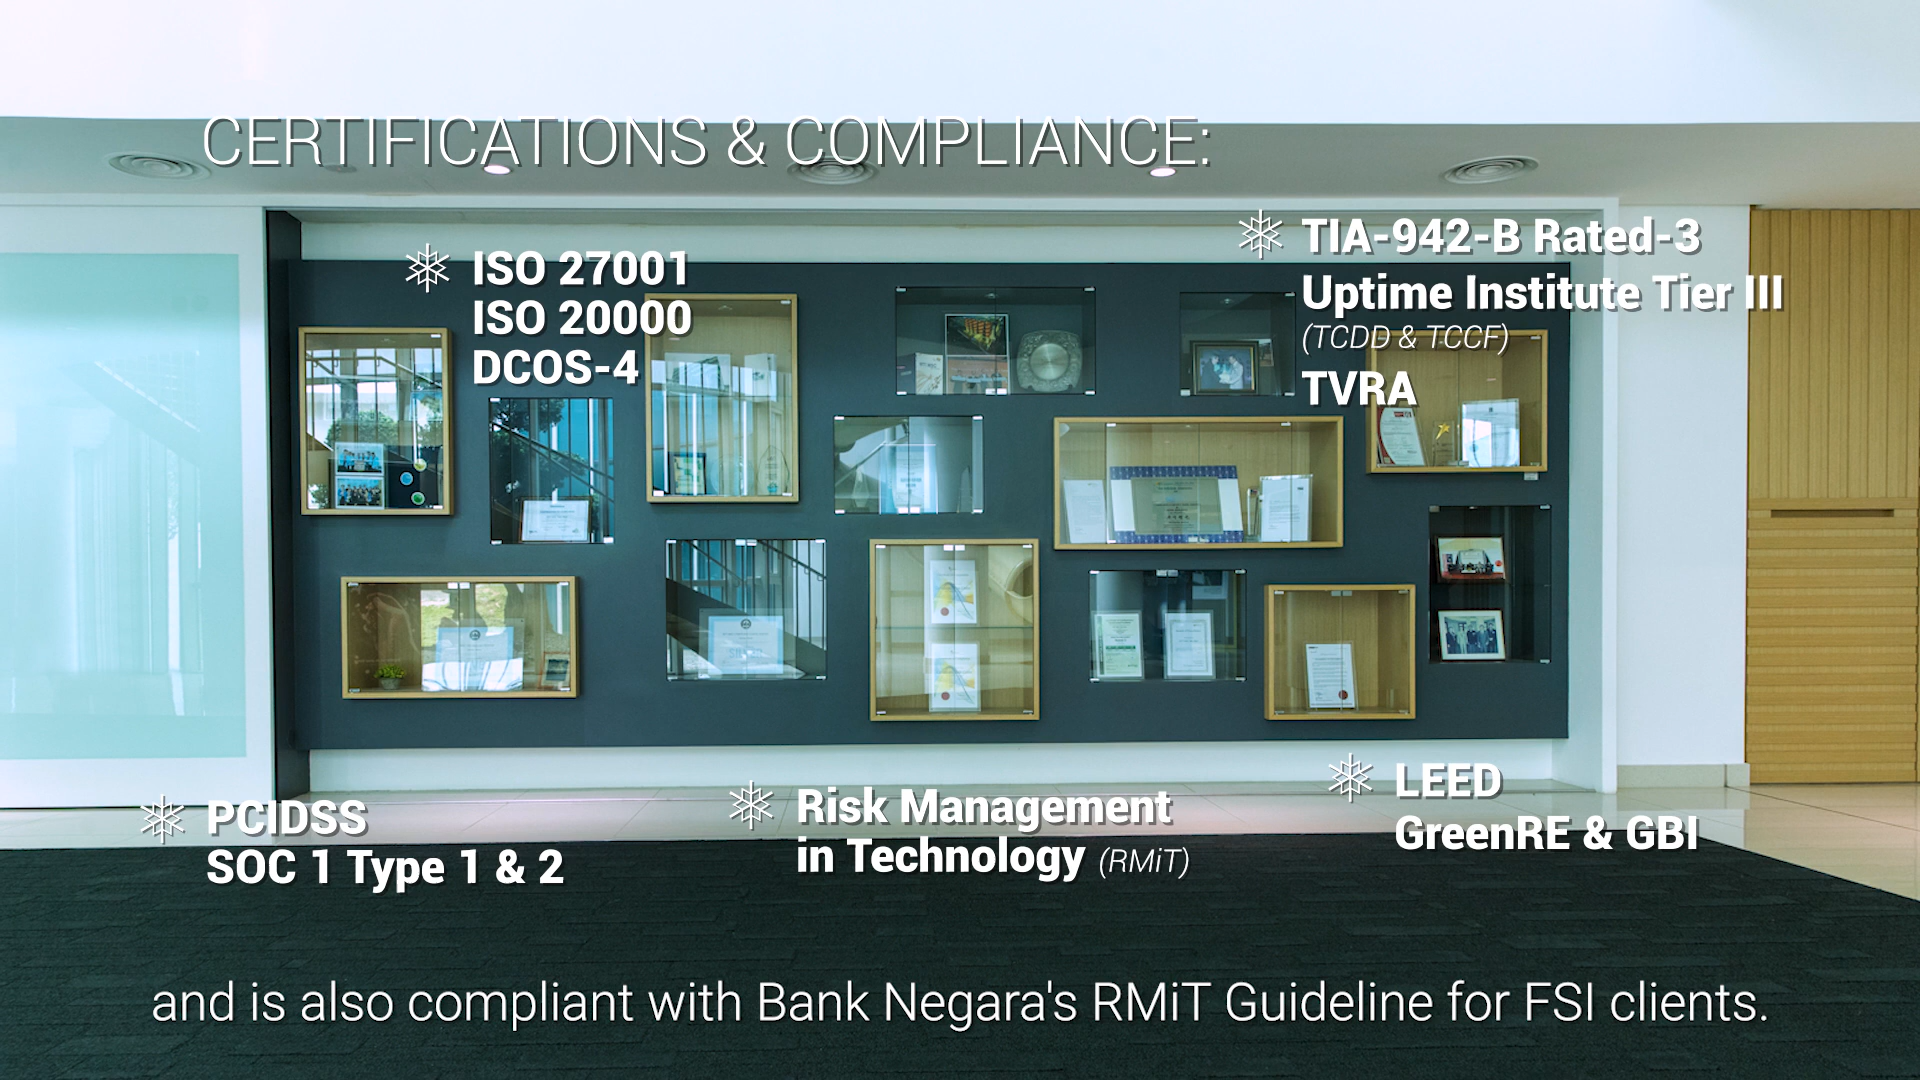 CERTIFICATIONS & COMPLIANCE:
ISO 27001
ISO 20000
DCOS-4
TIA-942-B Rated-3
Uptime Institute Tier III
(TCDD & TCCF)
TVRA
PCIDSS
SOC 1 Type 1 & 2
Risk Management
in Technology (RMiT)
LEED
GreenRE & GBI
and is also compliant with Bank Negara's RMiT Guideline for FSI clients.